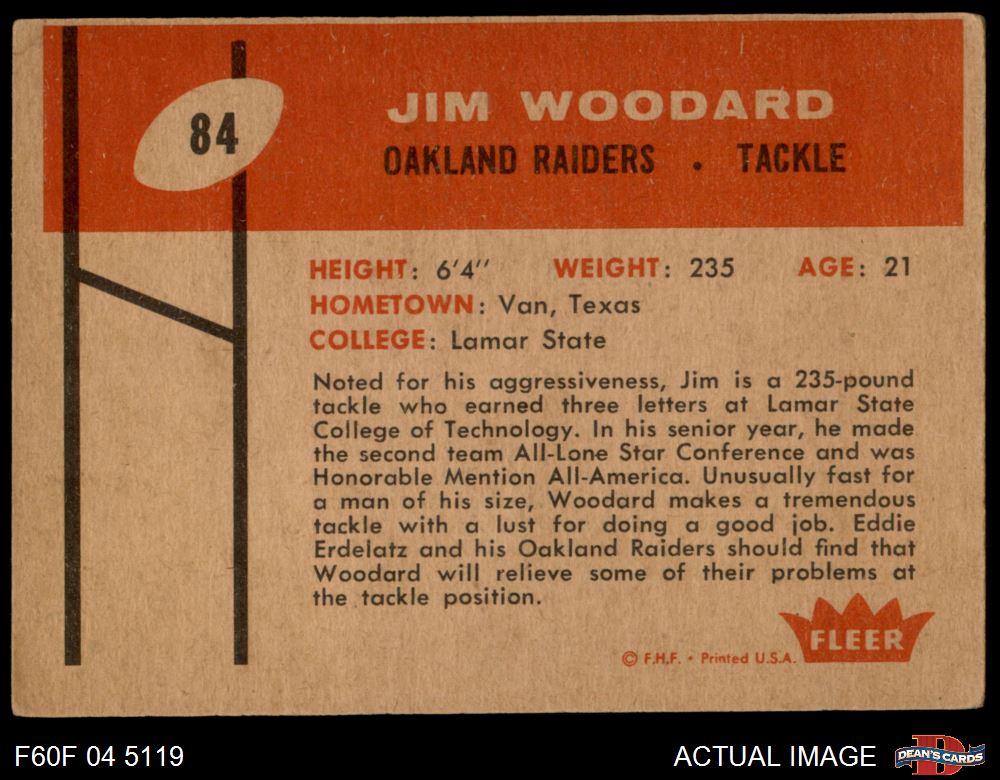 84
JIM WOODARD
OAKLAND RAIDERS . TACKLE
HEIGHT: 6'4" WEIGHT: 235 AGE: 21
HOMETOWN: Van, Texas
COLLEGE: Lamar State
Noted for his aggressiveness, Jim is a 235-pound
tackle who earned three letters at Lamar State
College of Technology. In his senior year, he made
the second team All-Lone Star Conference and was
Honorable Mention All-America. Unusually fast for
a man of his size, Woodard makes a tremendous
tackle with a lust for doing a good job. Eddie
Erdelatz and his Oakland Raiders should find that
Woodard will relieve some of their problems at
the tackle position.
FLEER
© F.H.F. • Printed U.S.A.
F60F 04 5119
ACTUAL IMAGE
D
DEAN'S CARDS